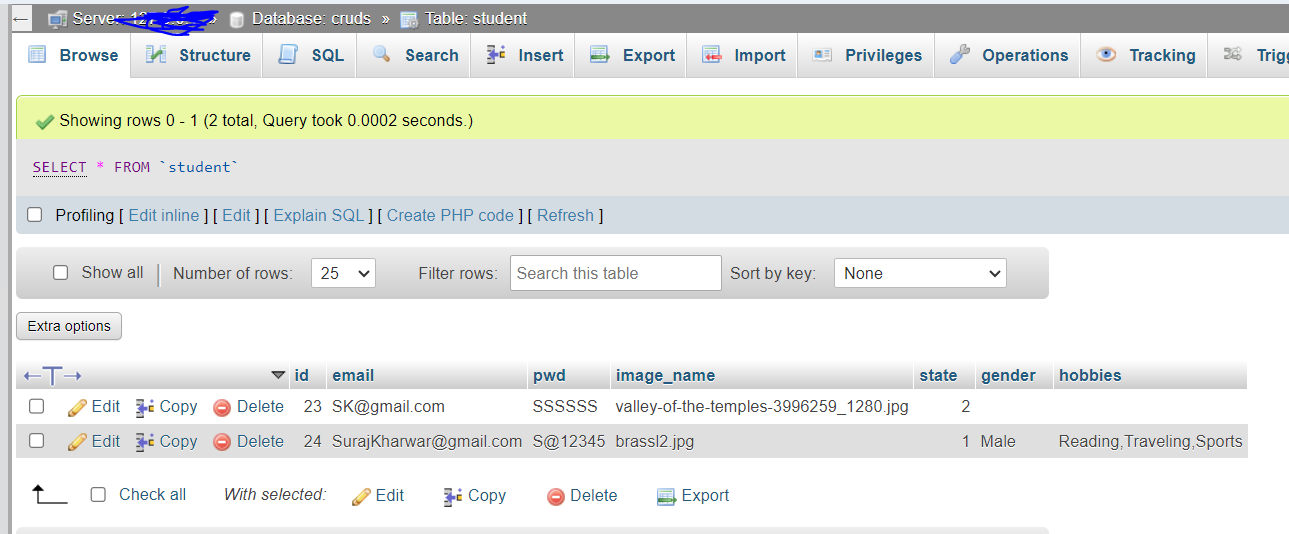 Server: » Database: cruds » Table: student
Browse Structure SQL Search Insert Export Import Privileges Operations Tracking
Showing rows 0 - 1 (2 total, Query took 0.0002 seconds.)
SELECT * FROM `student`
Profiling [ Edit inline ] [ Edit ] [ Explain SQL ] [ Create PHP code ] [ Refresh ]
Show all Number of rows: 25 Filter rows: Search this table Sort by key: None
Extra options
id email pwd image_name state gender hobbies
Edit Copy Delete 23 SK@gmail.com SSSSSS valley-of-the-temples-3996259_1280.jpg 2
Edit Copy Delete 24 SurajKharwar@gmail.com S@12345 brassl2.jpg 1 Male Reading,Traveling,Sports
Check all With selected: Edit Copy Delete Export